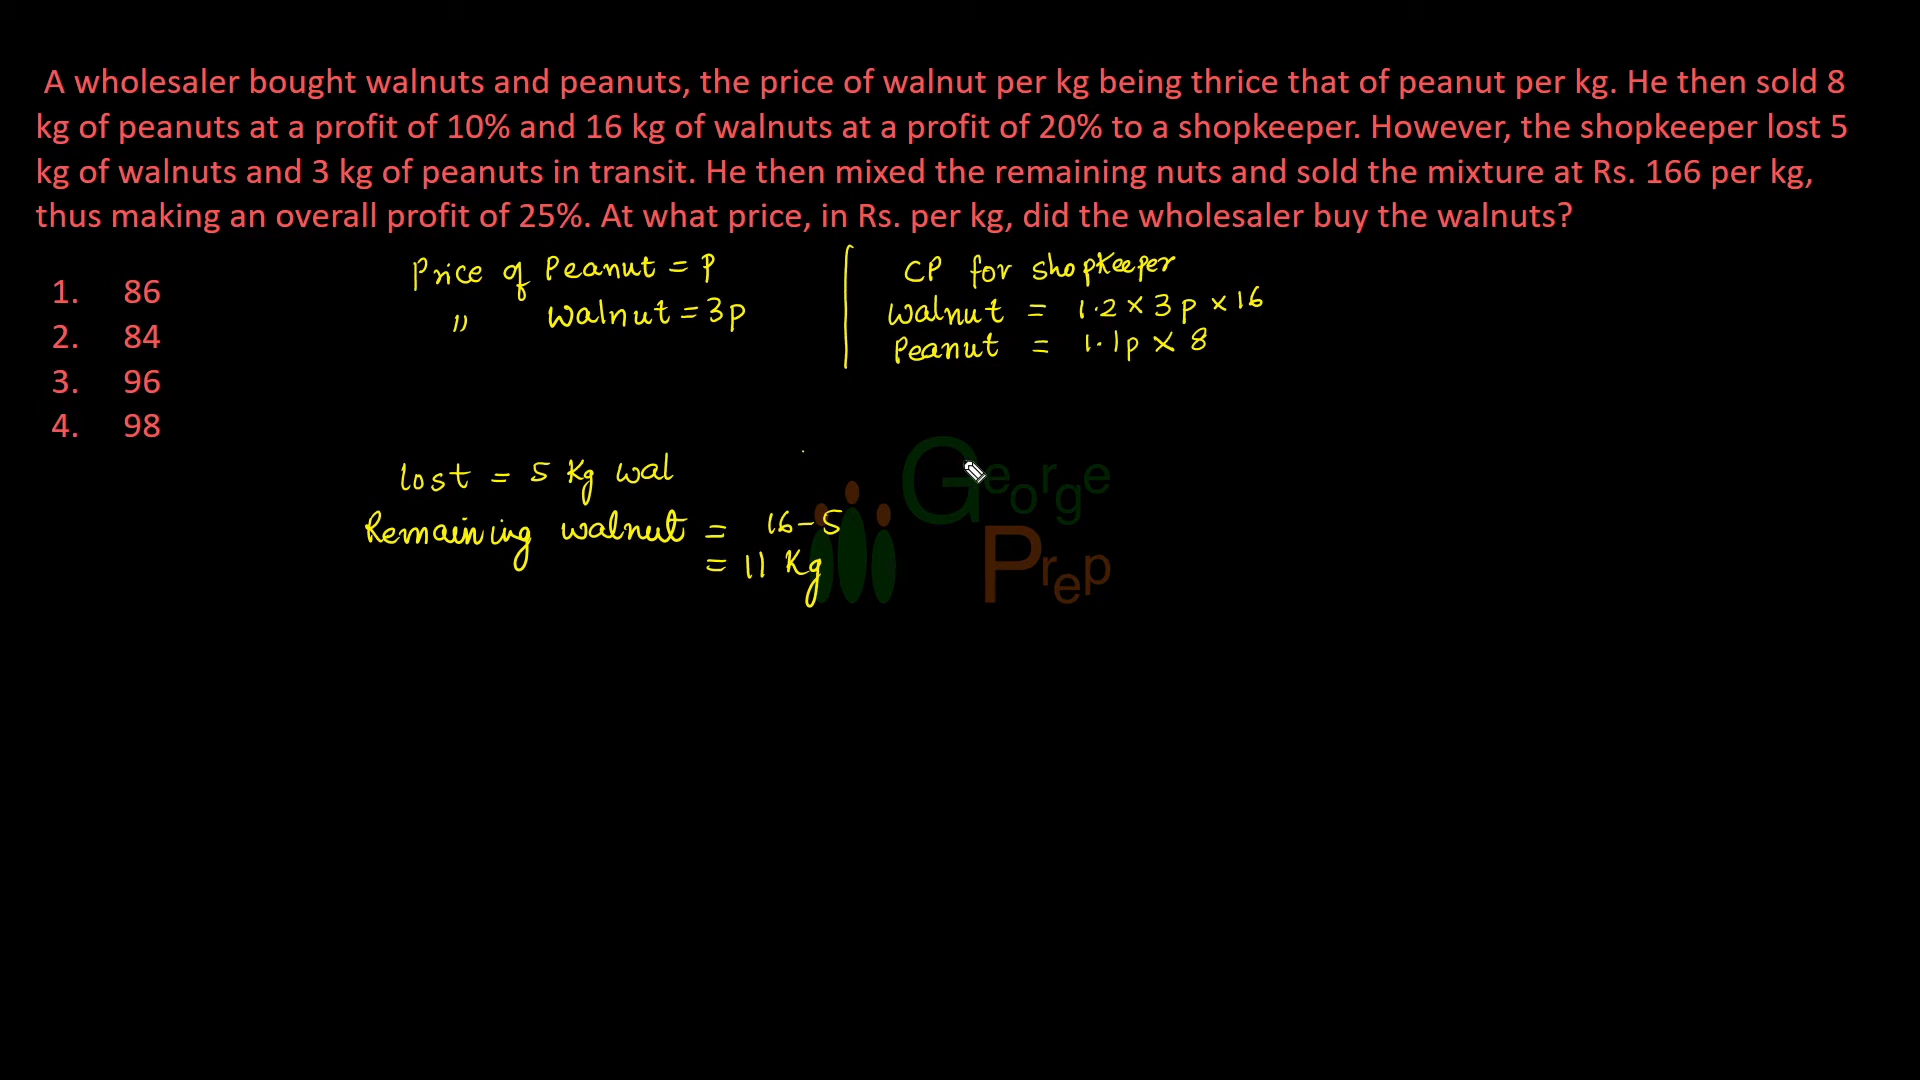 A wholesaler bought walnuts and peanuts, the price of walnut per kg being thrice that of peanut per kg. He then sold 8
kg of peanuts at a profit of 10% and 16 kg of walnuts at a profit of 20% to a shopkeeper. However, the shopkeeper lost 5
kg of walnuts and 3 kg of peanuts in transit. He then mixed the remaining nuts and sold the mixture at Rs. 166 per kg,
thus making an overall profit of 25%. At what price, in Rs. per kg, did the wholesaler buy the walnuts?
1. 86
2. 84
3. 96
4. 98
Price of Peanut = P
" walnut = 3p
CP for shopkeeper
walnut = 1.2 × 3p × 16
Peanut = 1.1p × 8
lost = 5 Kg wal
Remaining walnut = 16-5
= 11 Kg
George
Prep